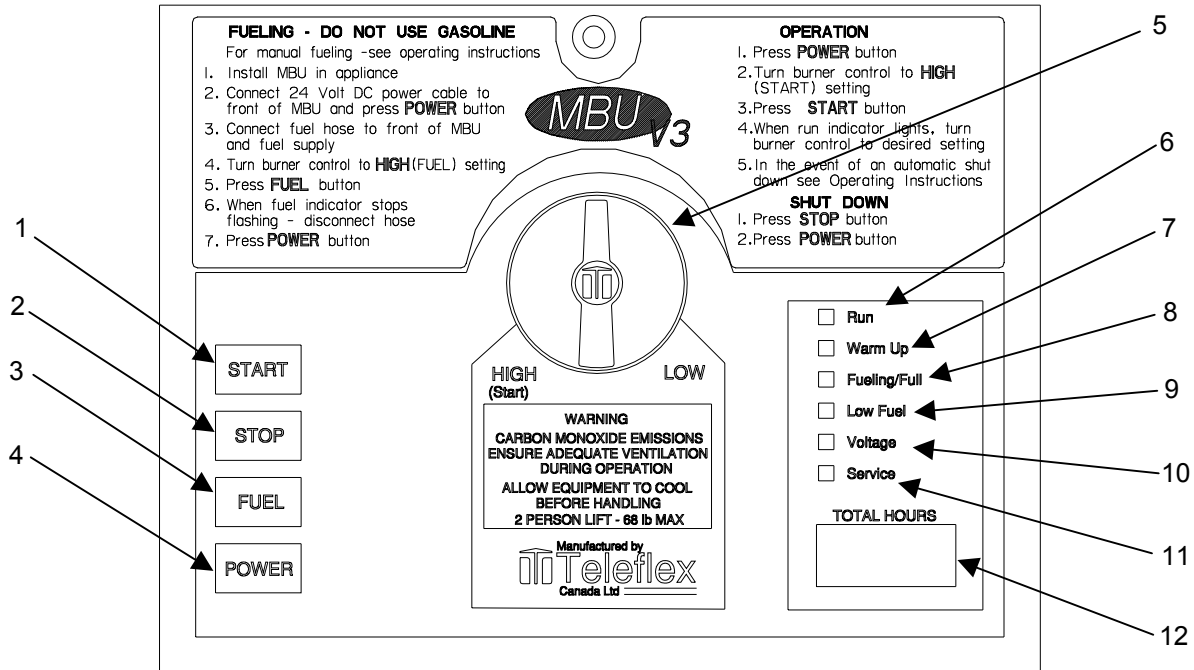 FUELING - DO NOT USE GASOLINE
For manual fueling -see operating instructions
1. Install MBU in appliance
2. Connect 24 Volt DC power cable to
front of MBU and press POWER button
3. Connect fuel hose to front of MBU
and fuel supply
4. Turn burner control to HIGH(FUEL) setting
5. Press FUEL button
6. When fuel indicator stops
flashing - disconnect hose
7. Press POWER button
MBU V3
OPERATION
1. Press POWER button
2. Turn burner control to HIGH
(START) setting
3. Press START button
4. When run indicator lights, turn
burner control to desired setting
5. In the event of an automatic shut
down see Operating Instructions
SHUT DOWN
1. Press STOP button
2. Press POWER button
1
2
3
4
START
STOP
FUEL
POWER
HIGH
(Start)
LOW
WARNING
CARBON MONOXIDE EMISSIONS
ENSURE ADEQUATE VENTILATION
DURING OPERATION
ALLOW EQUIPMENT TO COOL
BEFORE HANDLING
2 PERSON LIFT - 68 lb MAX
Manufactured by
Teleflex
Canada Ltd
Run
Warm Up
Fueling/Full
Low Fuel
Voltage
Service
TOTAL HOURS
5
6
7
8
9
10
11
12